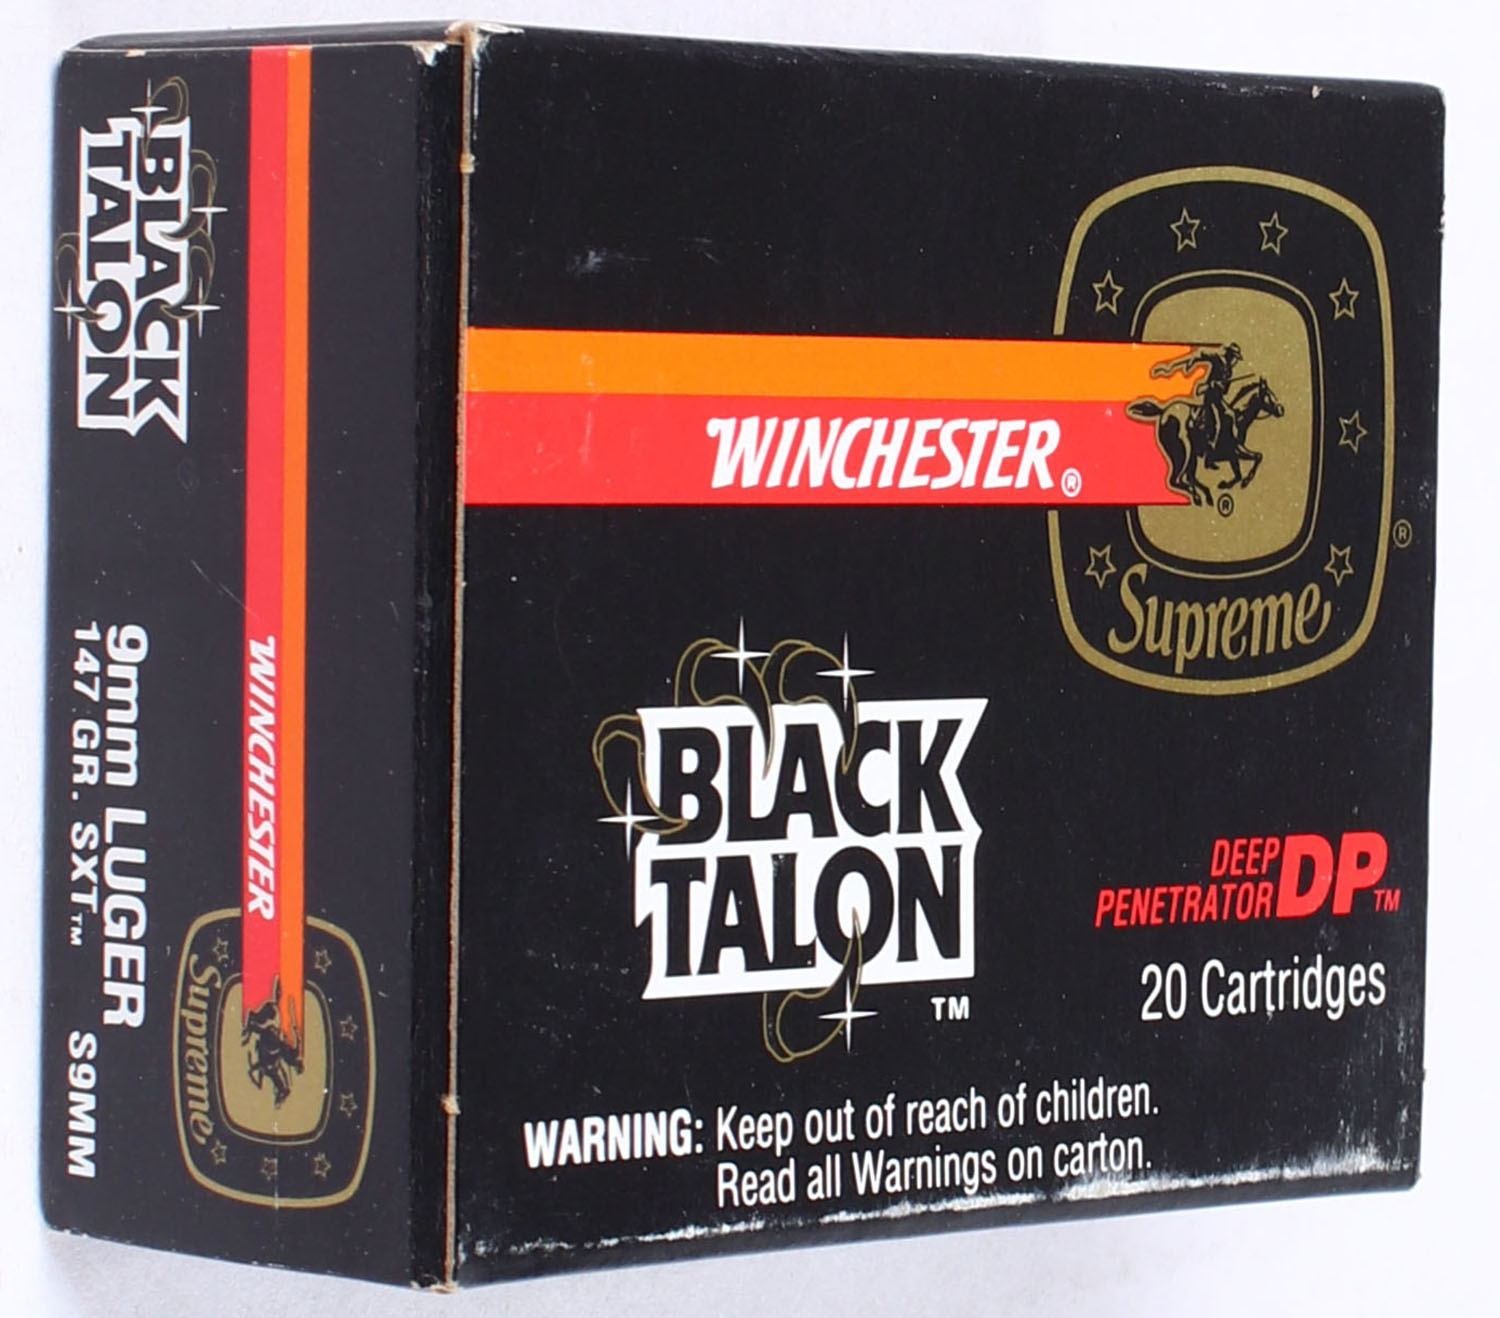 BLACK
TALON
WINCHESTER
Supreme
9mm LUGER
147 GR. SXT™ S9MM
WINCHESTER®
®
Supreme
®
BLACK
TALON
™
DEEP
PENETRATOR DP™
20 Cartridges
WARNING: Keep out of reach of children.
Read all Warnings on carton.